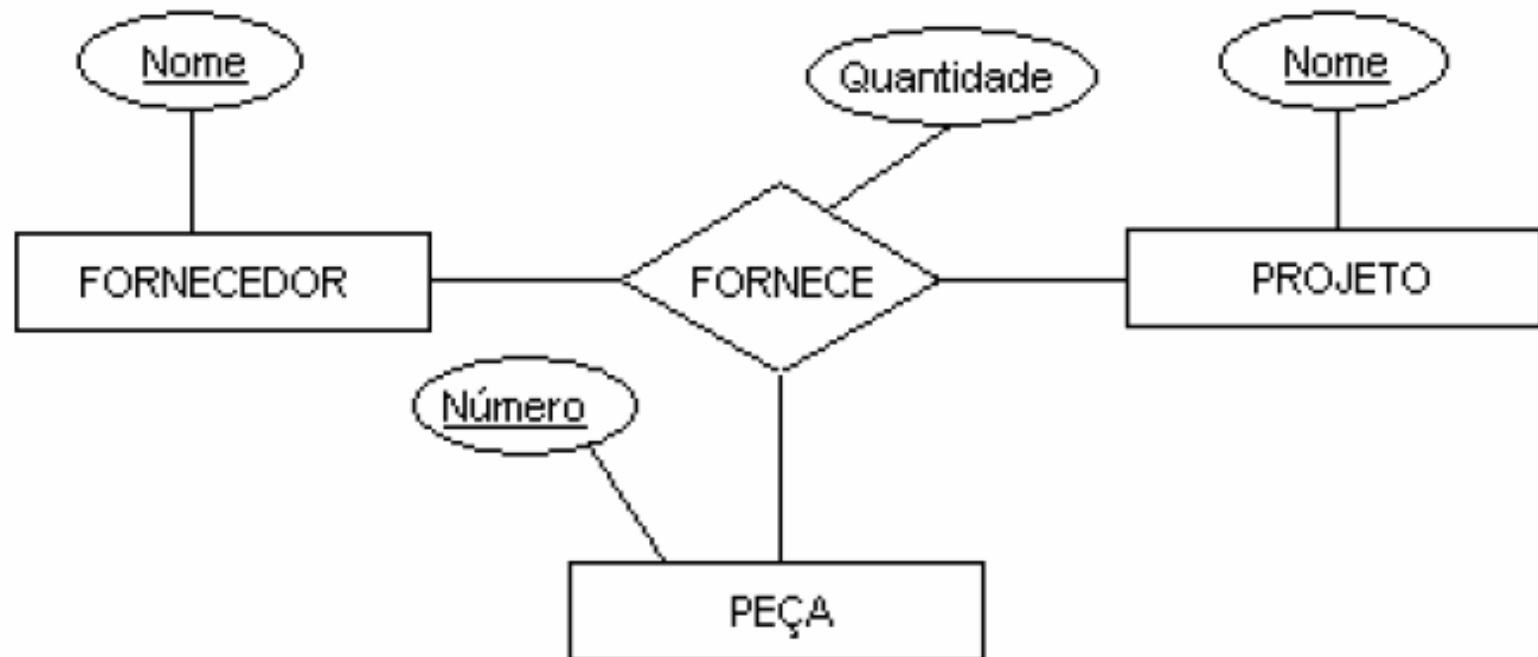 Nome
Quantidade
Nome
FORNECEDOR
FORNECE
PROJETO
Número
PEÇA